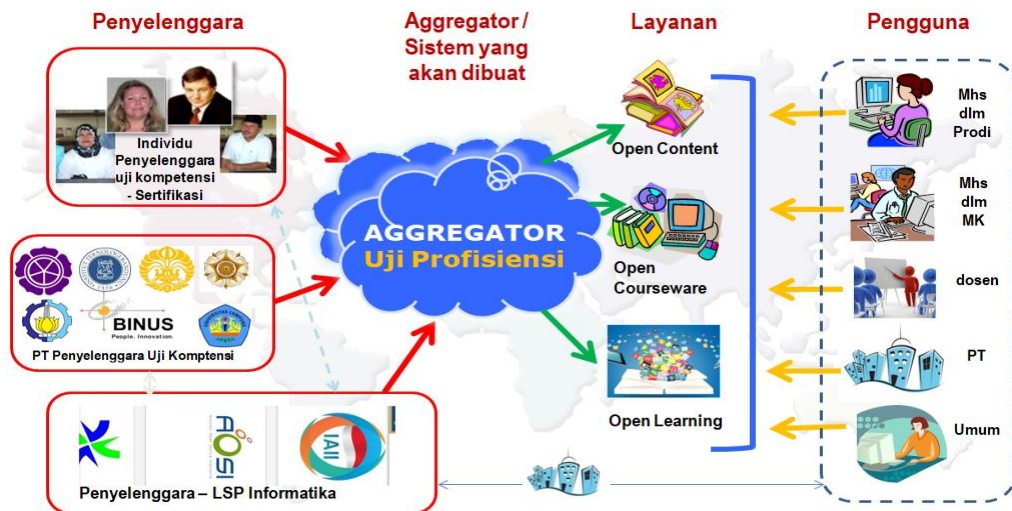 Penyelenggara
Aggregator /
Sistem yang
akan dibuat
Layanan
Pengguna
Individu
Penyelenggara
uji kompetensi
- Sertifikasi
BINUS
People. Innovation.
PT Penyelenggara Uji Komptensi
AOSI
IAII
Penyelenggara – LSP Informatika
AGGREGATOR
Uji Profisiensi
Open Content
Open
Courseware
Open Learning
Mhs
dlm
Prodi
Mhs
dlm
MK
dosen
PT
Umum